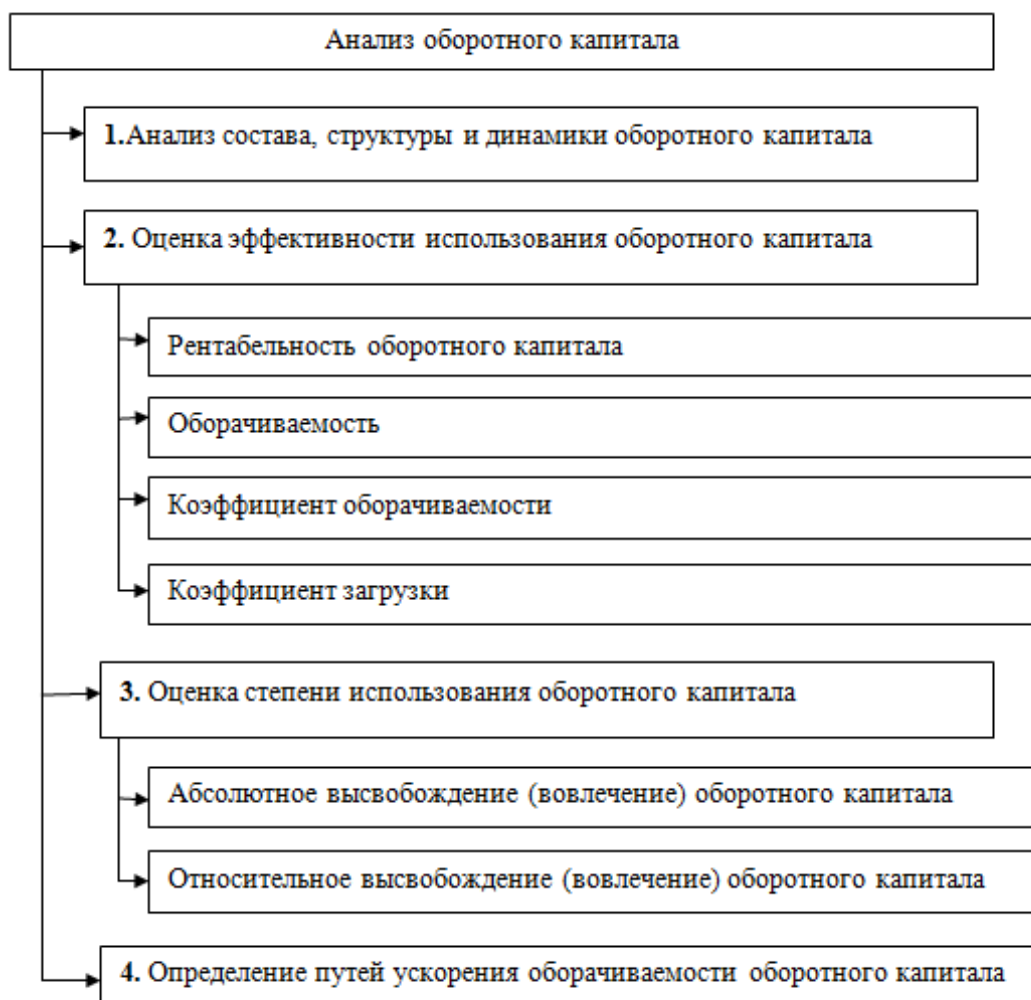 Анализ оборотного капитала
1.Анализ состава, структуры и динамики оборотного капитала
2. Оценка эффективности использования оборотного капитала
Рентабельность оборотного капитала
Оборачиваемость
Коэффициент оборачиваемости
Коэффициент загрузки
3. Оценка степени использования оборотного капитала
Абсолютное высвобождение (вовлечение) оборотного капитала
Относительное высвобождение (вовлечение) оборотного капитала
4. Определение путей ускорения оборачиваемости оборотного капитала